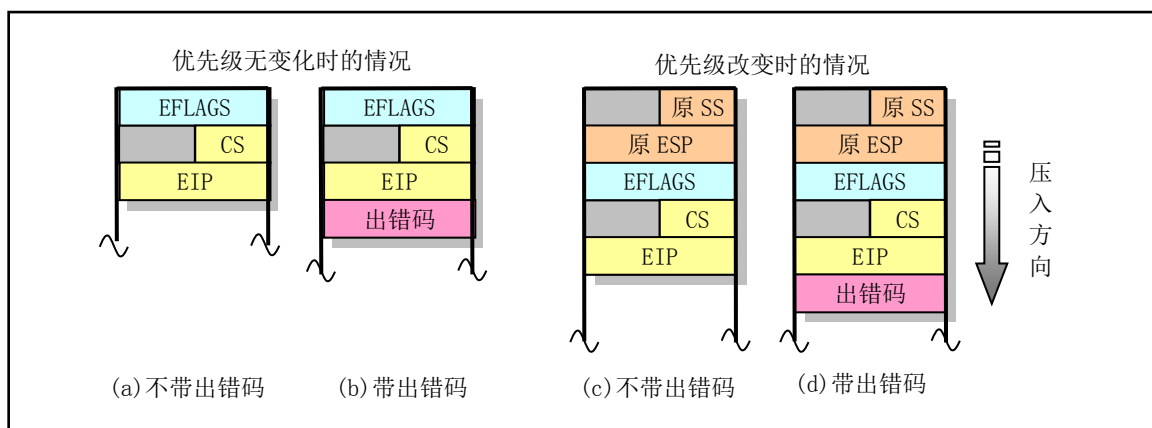 优先级无变化时的情况
优先级改变时的情况
EFLAGS
CS
EIP
EFLAGS
CS
EIP
出错码
原 SS
原 ESP
EFLAGS
CS
EIP
原 SS
原 ESP
EFLAGS
CS
EIP
出错码
压入方向
(a)不带出错码
(b)带出错码
(c)不带出错码
(d)带出错码